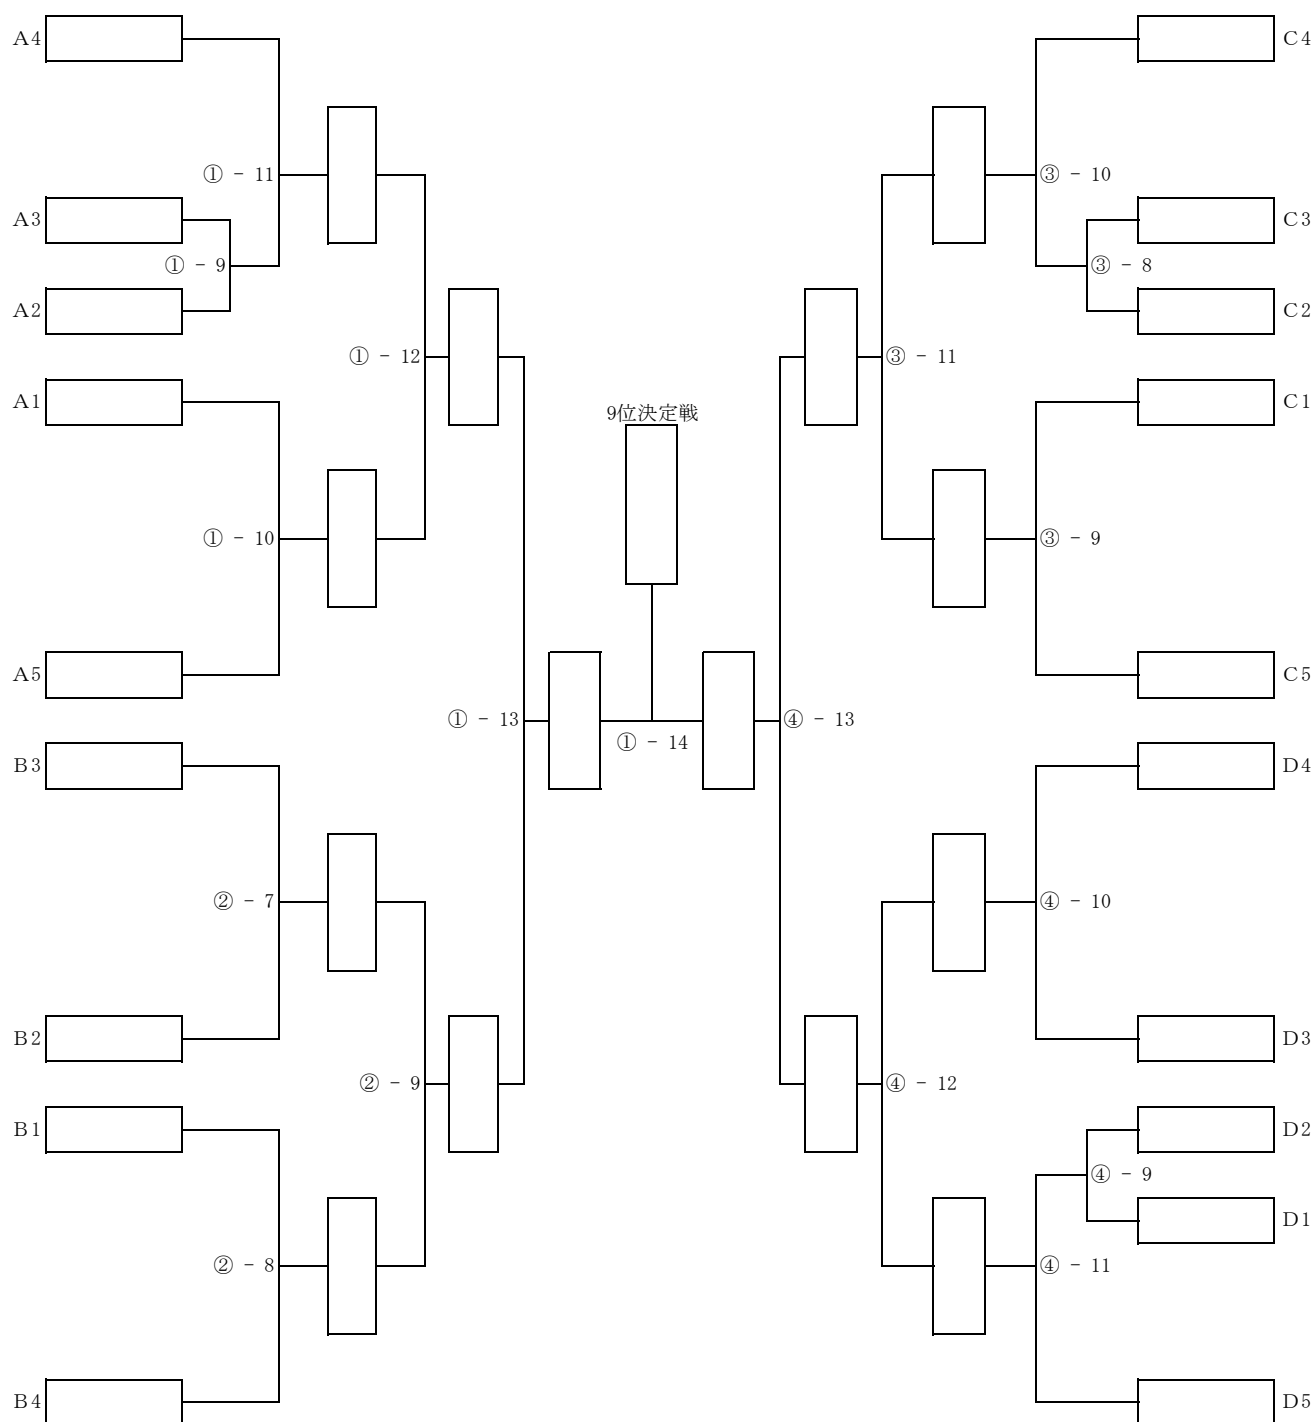 A4
C4
① - 11
③ - 10
A3
C3
① - 9
③ - 8
A2
C2
① - 12
③ - 11
A1
C1
9位決定戦
① - 10
③ - 9
A5
C5
① - 13
④ - 13
① - 14
B3
D4
② - 7
④ - 10
B2
D3
② - 9
④ - 12
B1
D2
④ - 9
D1
② - 8
④ - 11
B4
D5